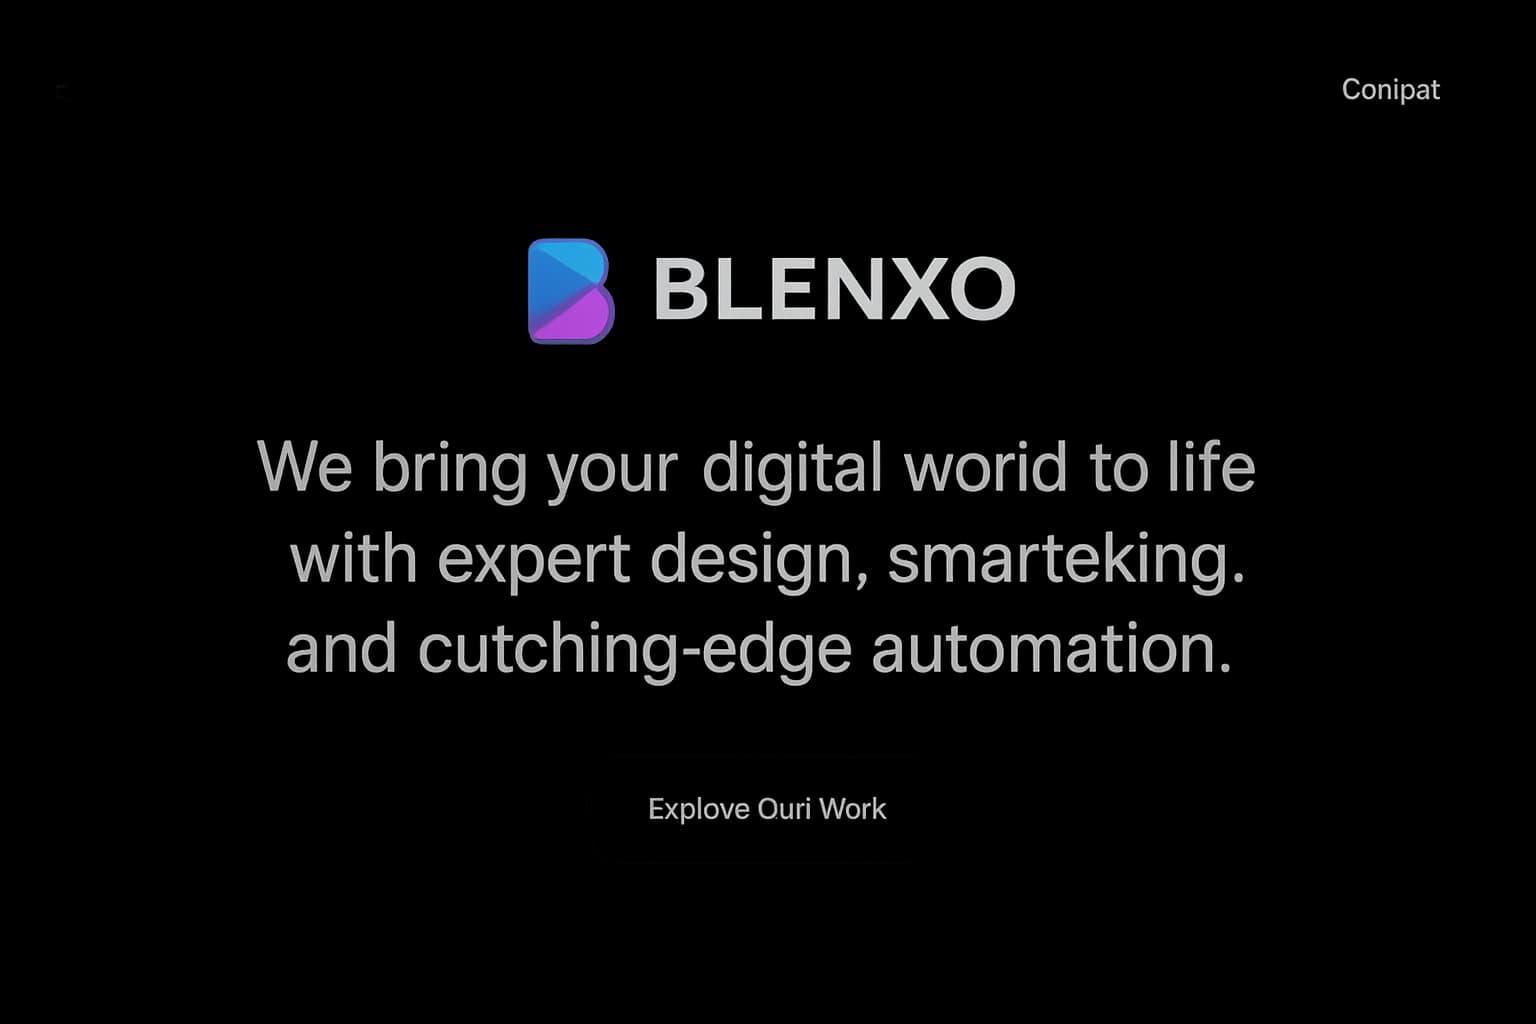 Conipat
BLENXO
We bring your digital worid to life
with expert design, smarteking.
and cutching-edge automation.
Explove Ouri Work